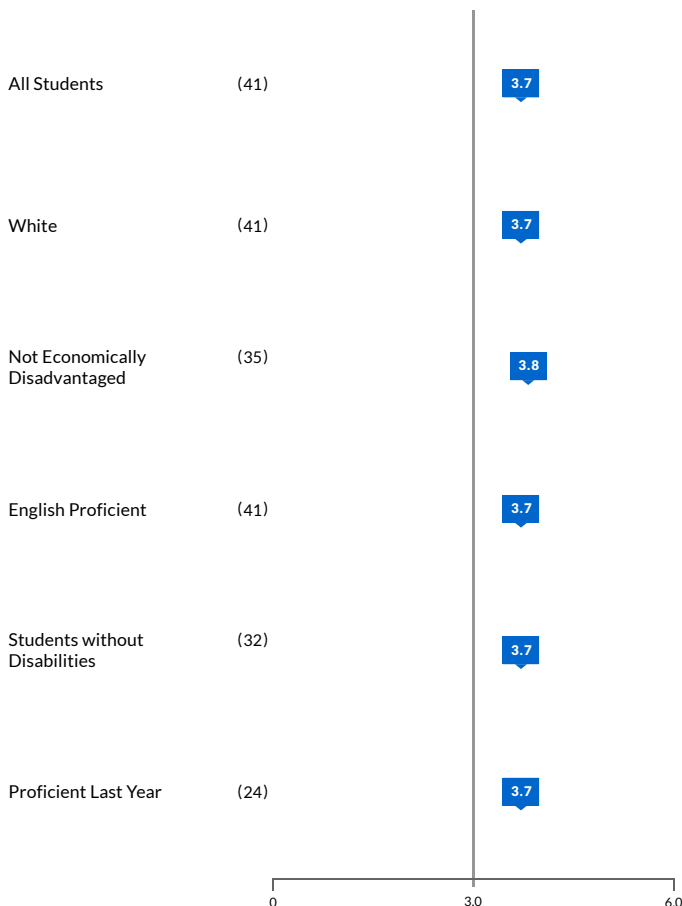 All Students (41) 3.7
White (41) 3.7
Not Economically (35) 3.8
Disadvantaged
English Proficient (41) 3.7
Students without (32) 3.7
Disabilities
Proficient Last Year (24) 3.7
0 3.0 6.0